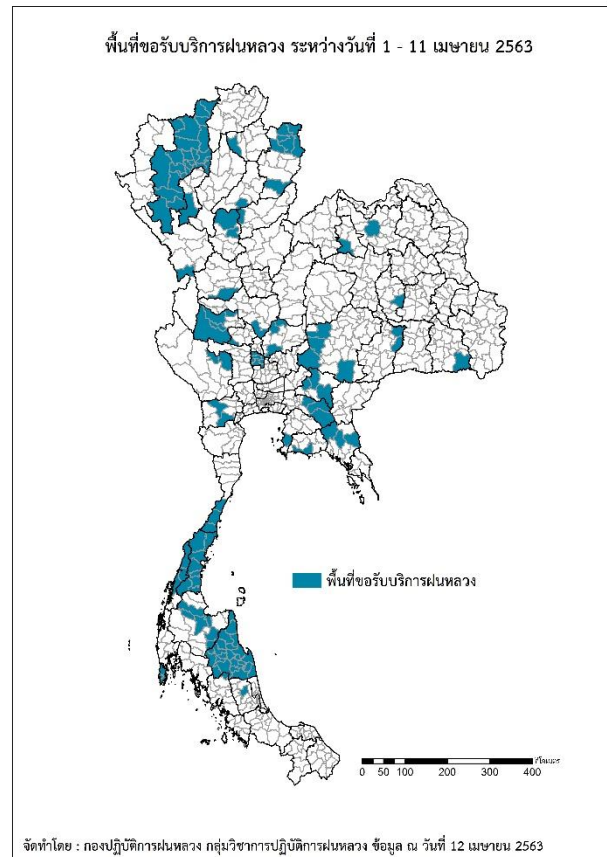 พื้นที่ขอรับบริการฝนหลวง ระหว่างวันที่ 1 - 11 เมษายน 2563
พื้นที่ขอรับบริการฝนหลวง
กิโลเมตร
0 50 100 200 300 400
จัดทำโดย : กองปฏิบัติการฝนหลวง กลุ่มวิชาการปฏิบัติการฝนหลวง ข้อมูล ณ วันที่ 12 เมษายน 2563